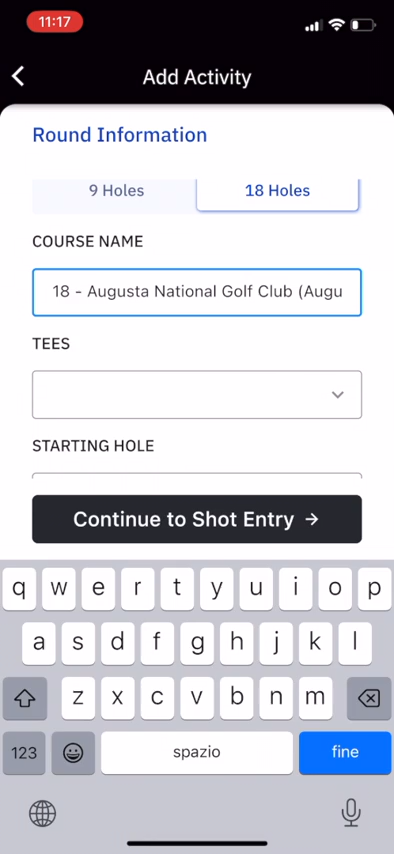 11:17
Add Activity
Round Information
9 Holes
18 Holes
COURSE NAME
18 - Augusta National Golf Club (Augu
TEES
STARTING HOLE
Continue to Shot Entry →
q w e r t y u i o p
a s d f g h j k l
z x c v b n m
123
spazio
fine